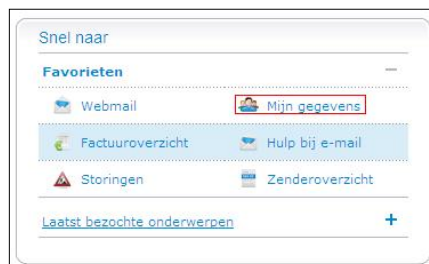 Snel naar
Favorieten
Webmail Mijn gegevens
Factuuroverzicht Hulp bij e-mail
Storingen Zenderoverzicht
Laatst bezochte onderwerpen